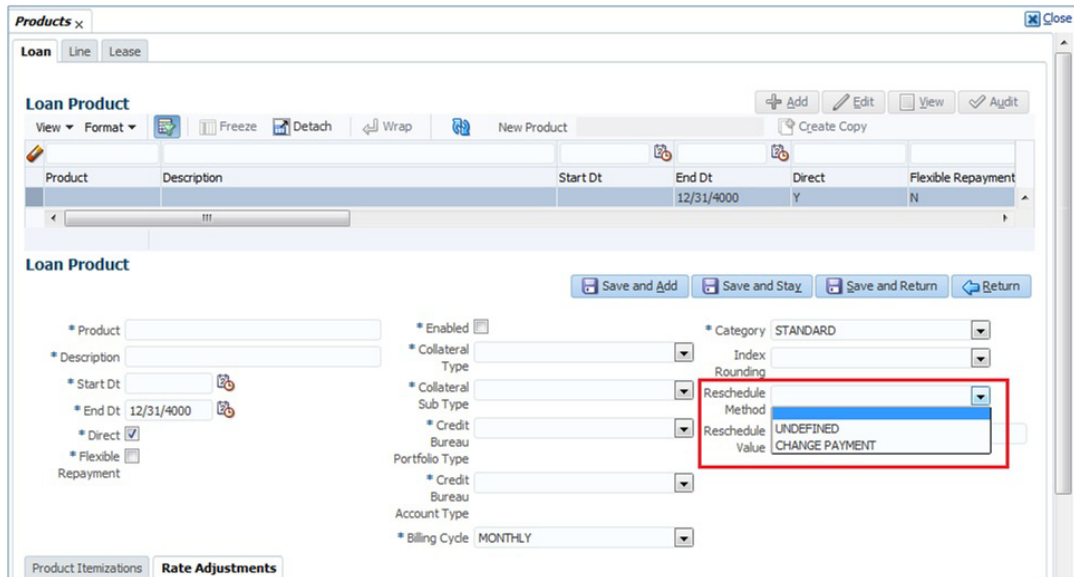 Products x
Close
Loan Line Lease
Loan Product
Add Edit View Audit
View Format Freeze Detach Wrap New Product Create Copy
Product Description Start Dt End Dt Direct Flexible Repayment
12/31/4000 Y N
Loan Product
Save and Add Save and Stay Save and Return Return
* Product
* Description
* Start Dt
* End Dt 12/31/4000
* Direct
* Flexible
Repayment
* Enabled
* Collateral
Type
* Collateral
Sub Type
* Credit
Bureau
Portfolio Type
* Credit
Bureau
Account Type
* Billing Cycle MONTHLY
* Category STANDARD
Index
Rounding
Reschedule
Method
Reschedule
Value
UNDEFINED
CHANGE PAYMENT
Product Itemizations Rate Adjustments